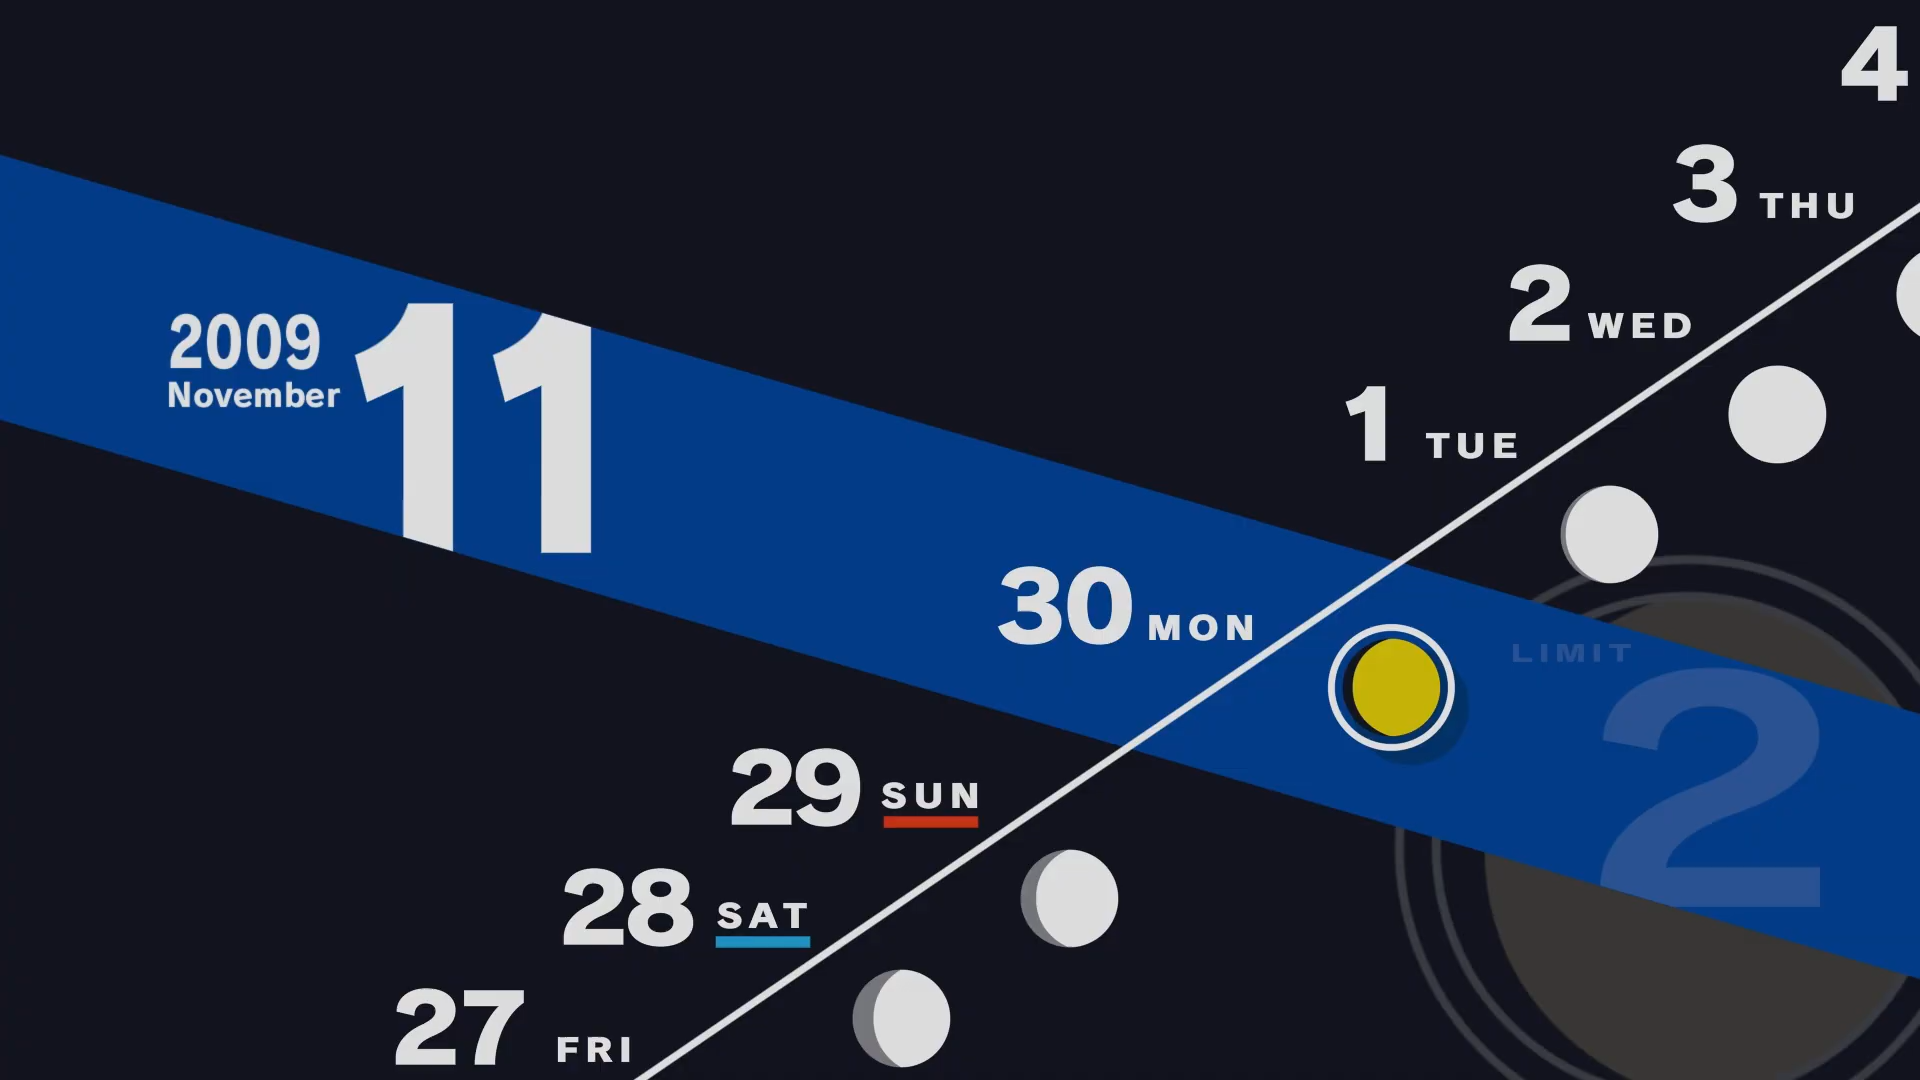 4
3 THU
2 WED
1 TUE
2009
November
11
30 MON
LIMIT
2
29 SUN
28 SAT
27 FRI